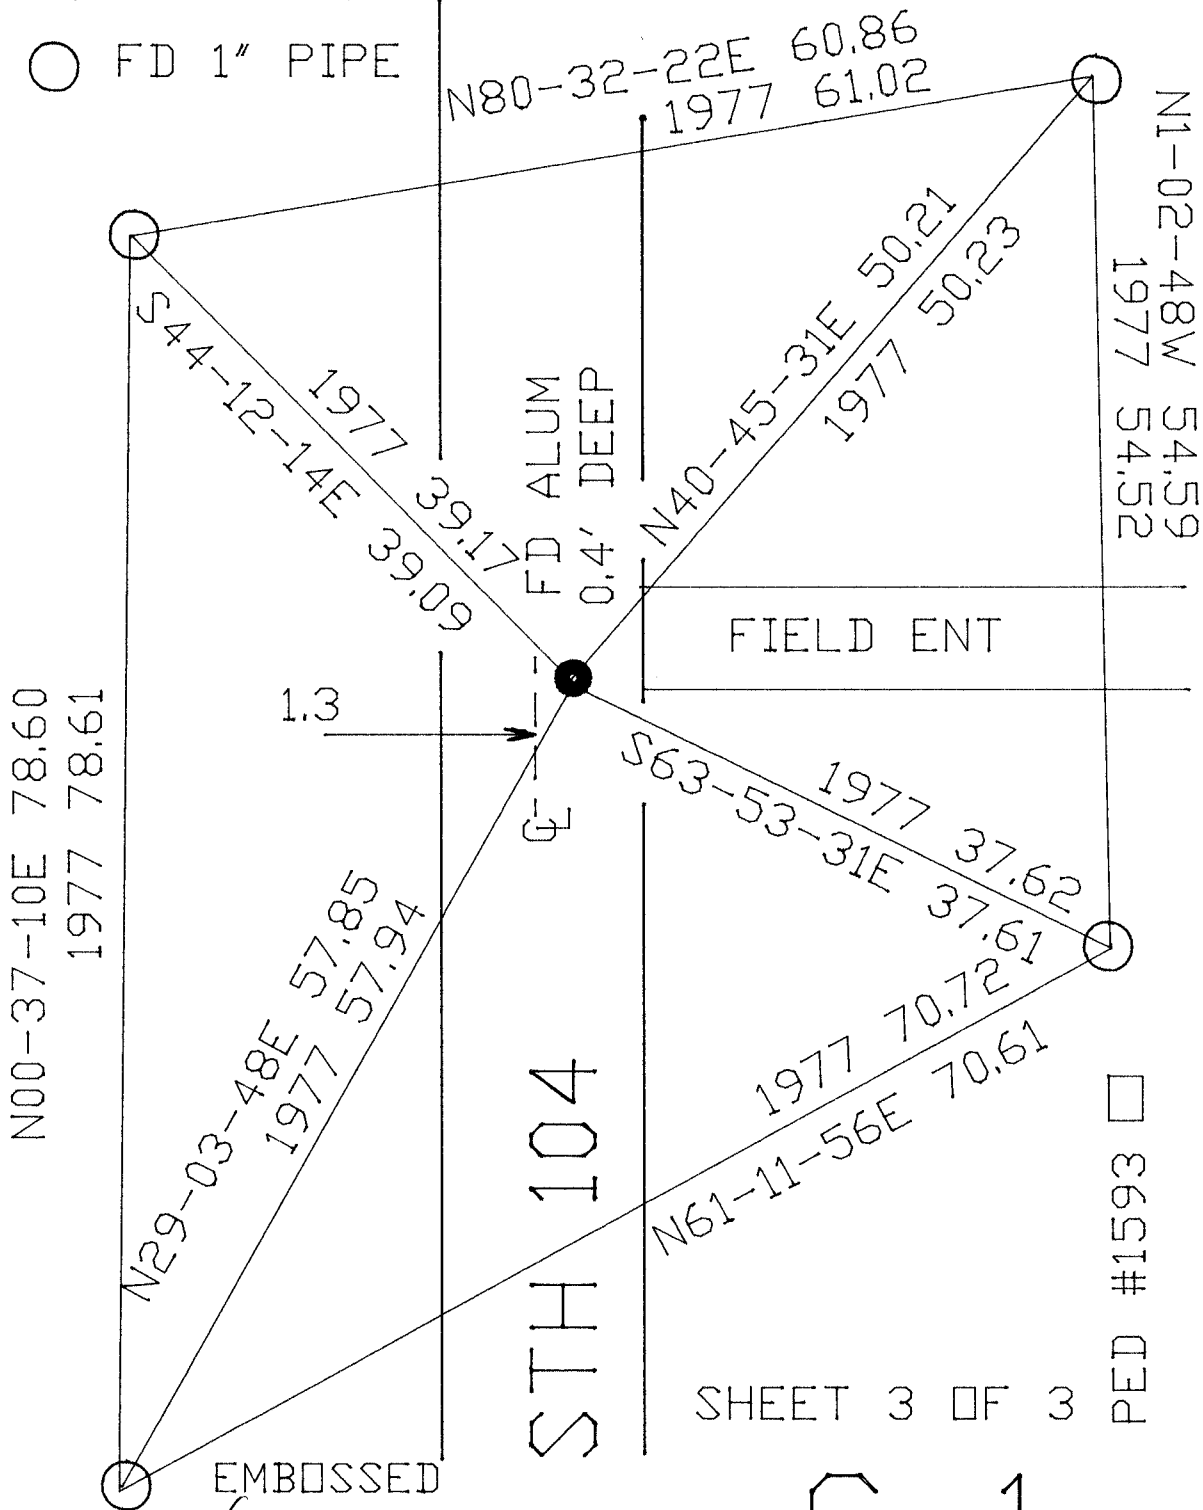 FD 1" PIPE
N80-32-22E 60.86
1977 61.02
N1-02-48W 54.59
1977 54.52
S44-12-14E 39.09
1977 39.17
FD ALUM
0.4' DEEP
N40-45-31E 50.21
1977 50.23
FIELD ENT
1.3
CL
N00-37-10E 78.60
1977 78.61
1977 37.62
S63-53-31E 37.61
N29-03-48E 57.85
1977 57.94
1977 70.72
N61-11-56E 70.61
STH 104
PED #1593
SHEET 3 OF 3
EMBOSSED